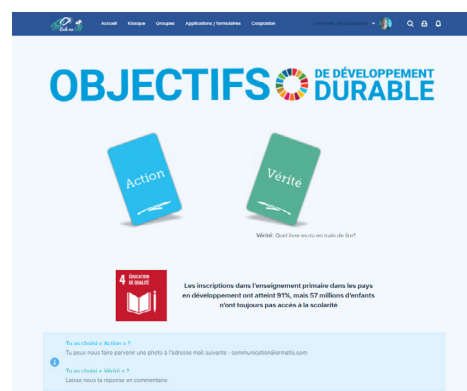 Accueil Kiosque Groupes Applications / formulaires Cooptation
OBJECTIFS DE DÉVELOPPEMENT DURABLE
Action
Vérité
Vérité: Quel livre es-tu en train de lire?
4 ÉDUCATION DE QUALITÉ
Les inscriptions dans l'enseignement primaire dans les pays
en développement ont atteint 91%, mais 57 millions d'enfants
n'ont toujours pas accès à la scolarité
Tu as choisi « Action » ?
Tu peux nous faire parvenir une photo à l'adresse mail suivante : communication@armatis.com
Tu as choisi « Vérité » ?
Laisse nous ta réponse en commentaire